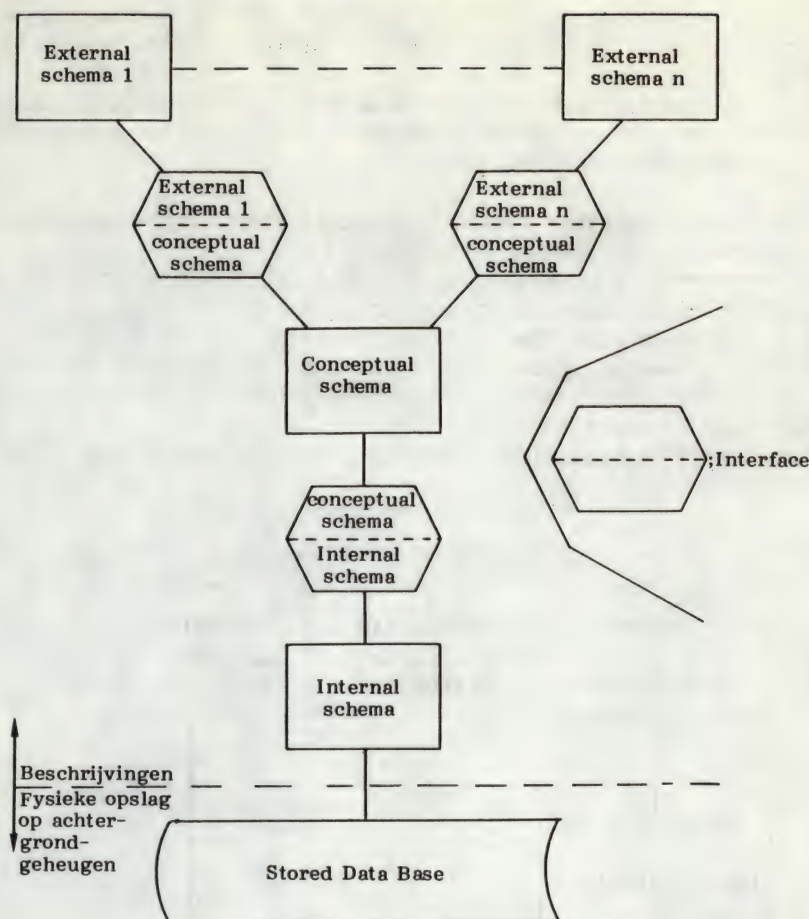 External
schema 1
External
schema n
External
schema 1
conceptual
schema
External
schema n
conceptual
schema
Conceptual
schema
;Interface
conceptual
schema
Internal
schema
Internal
schema
Beschrijvingen
Fysieke opslag
op achter-
grond-
geheugen
Stored Data Base